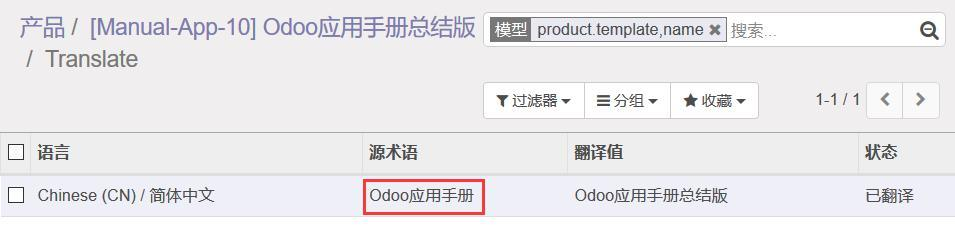 产品 / [Manual-App-10] Odoo应用手册总结版
/ Translate
模型 product.template,name ✖ 搜索...
过滤器 分组 收藏 1-1 / 1
语言 源术语 翻译值 状态
Chinese (CN) / 简体中文 Odoo应用手册 Odoo应用手册总结版 已翻译